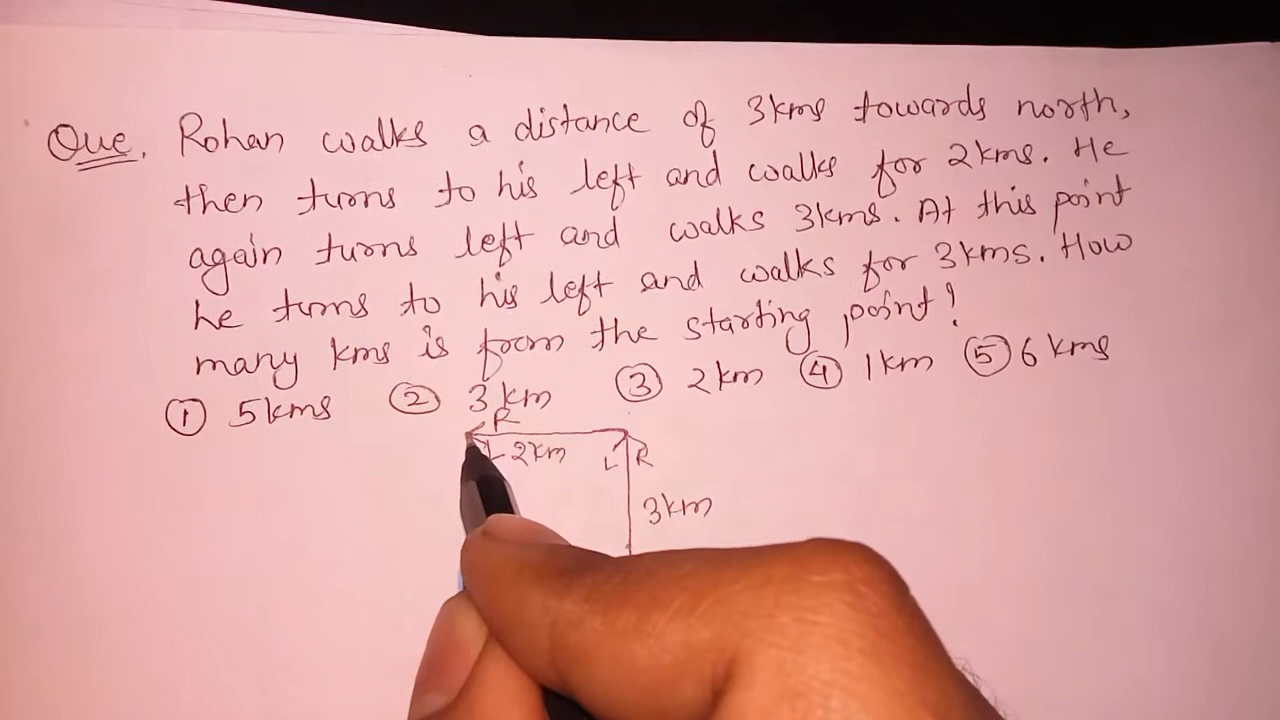 Que. Rohan walks a distance of 3kms towards north,
then turns to his left and walks for 2kms. He
again turns left and walks 3kms. At this point
he turns to his left and walks for 3kms. How
many kms is from the starting point?
① 5kms ② 3km ③ 2km ④ 1km ⑤ 6kms
R
L 2km L R
3km